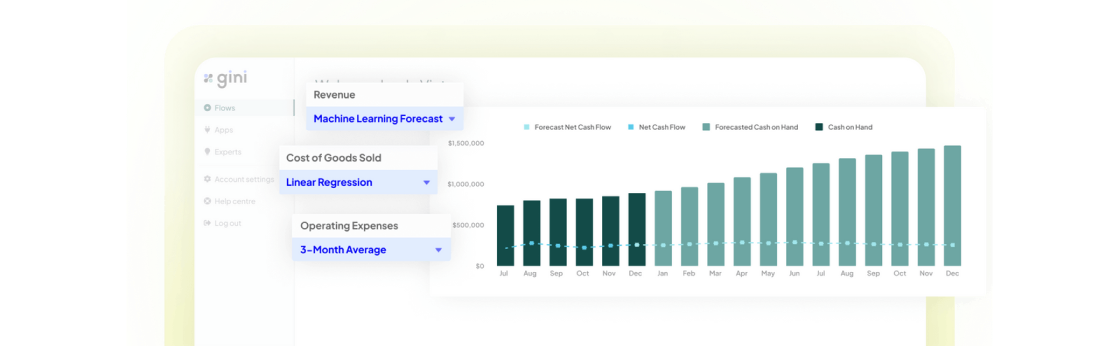 gini
Flows
Apps
Experts
Account settings
Help centre
Log out
Revenue
Machine Learning Forecast
Cost of Goods Sold
Linear Regression
Operating Expenses
3-Month Average
Forecast Net Cash Flow Net Cash Flow Forecasted Cash on Hand Cash on Hand
$1,500,000
$1,000,000
$500,000
$0
Jul Aug Sep Oct Nov Dec Jan Feb Mar Apr May Jun Jul Aug Sep Oct Nov Dec